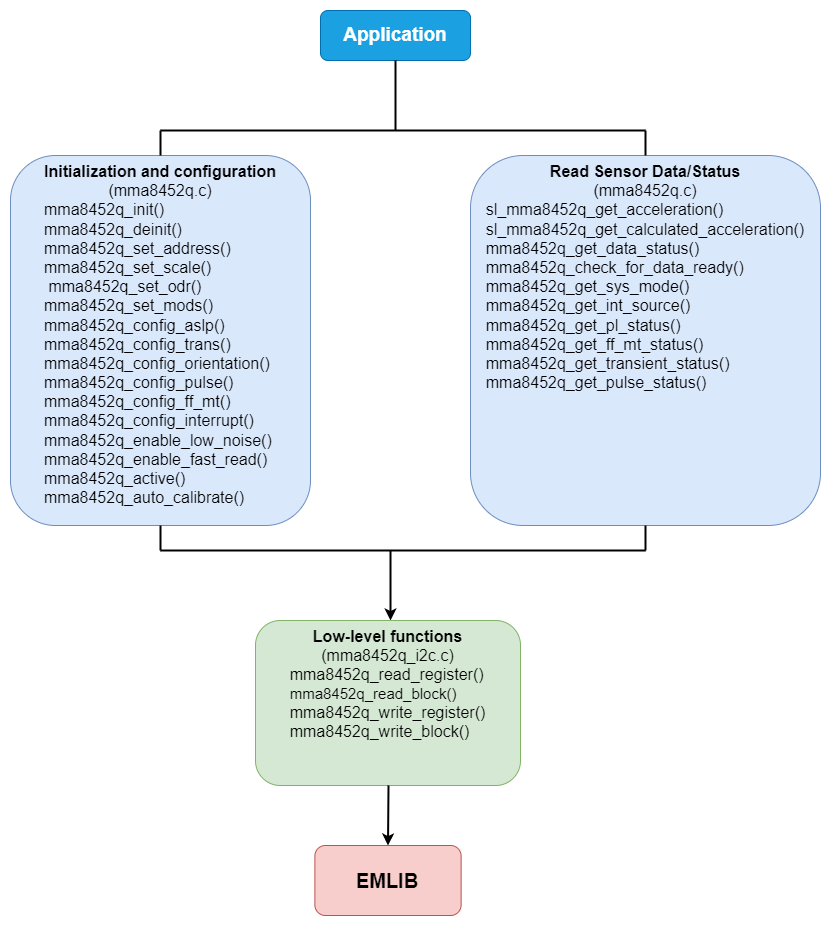 Application
Initialization and configuration
(mma8452q.c)
mma8452q_init()
mma8452q_deinit()
mma8452q_set_address()
mma8452q_set_scale()
mma8452q_set_odr()
mma8452q_set_mods()
mma8452q_config_aslp()
mma8452q_config_trans()
mma8452q_config_orientation()
mma8452q_config_pulse()
mma8452q_config_ff_mt()
mma8452q_config_interrupt()
mma8452q_enable_low_noise()
mma8452q_enable_fast_read()
mma8452q_active()
mma8452q_auto_calibrate()
Read Sensor Data/Status
(mma8452q.c)
sl_mma8452q_get_acceleration()
sl_mma8452q_get_calculated_acceleration()
mma8452q_get_data_status()
mma8452q_check_for_data_ready()
mma8452q_get_sys_mode()
mma8452q_get_int_source()
mma8452q_get_pl_status()
mma8452q_get_ff_mt_status()
mma8452q_get_transient_status()
mma8452q_get_pulse_status()
Low-level functions
(mma8452q_i2c.c)
mma8452q_read_register()
mma8452q_read_block()
mma8452q_write_register()
mma8452q_write_block()
EMLIB